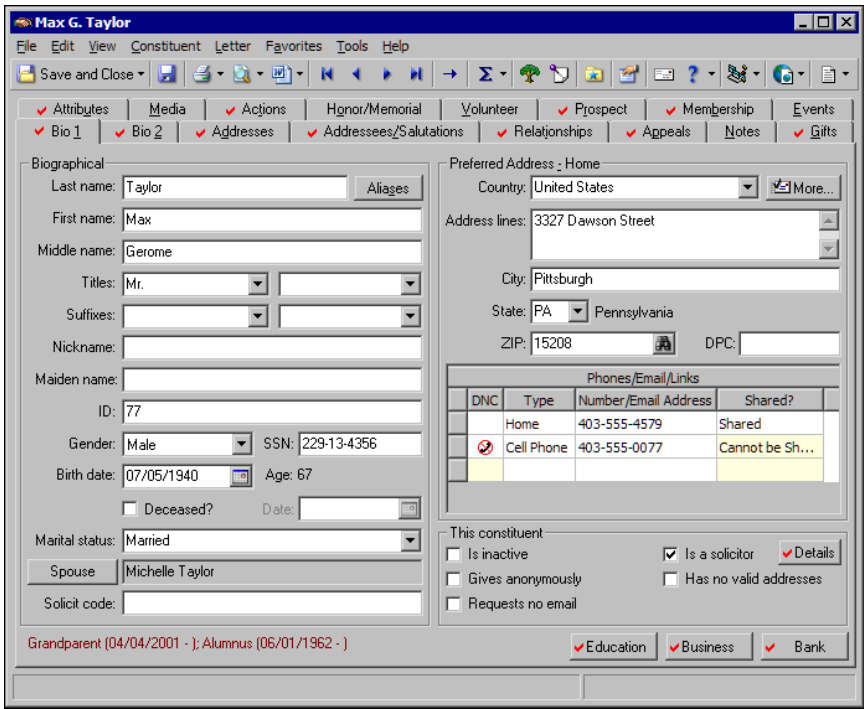 Max G. Taylor
File Edit View Constituent Letter Favorites Tools Help
Save and Close
Attributes Media Actions Honor/Memorial Volunteer Prospect Membership Events
Bio 1 Bio 2 Addresses Addressees/Salutations Relationships Appeals Notes Gifts
Biographical
Last name: Taylor Aliases
First name: Max
Middle name: Gerome
Titles: Mr.
Suffixes:
Nickname:
Maiden name:
ID: 77
Gender: Male SSN: 229-13-4356
Birth date: 07/05/1940 Age: 67
Deceased? Date:
Marital status: Married
Spouse Michelle Taylor
Solicit code:
Preferred Address - Home
Country: United States More...
Address lines: 3327 Dawson Street
City: Pittsburgh
State: PA Pennsylvania
ZIP: 15208 DPC:
Phones/Email/Links
DNC Type Number/Email Address Shared?
Home 403-555-4579 Shared
Cell Phone 403-555-0077 Cannot be Sh...
This constituent
Is inactive Is a solicitor Details
Gives anonymously Has no valid addresses
Requests no email
Grandparent (04/04/2001 - ); Alumnus (06/01/1962 - )
Education Business Bank